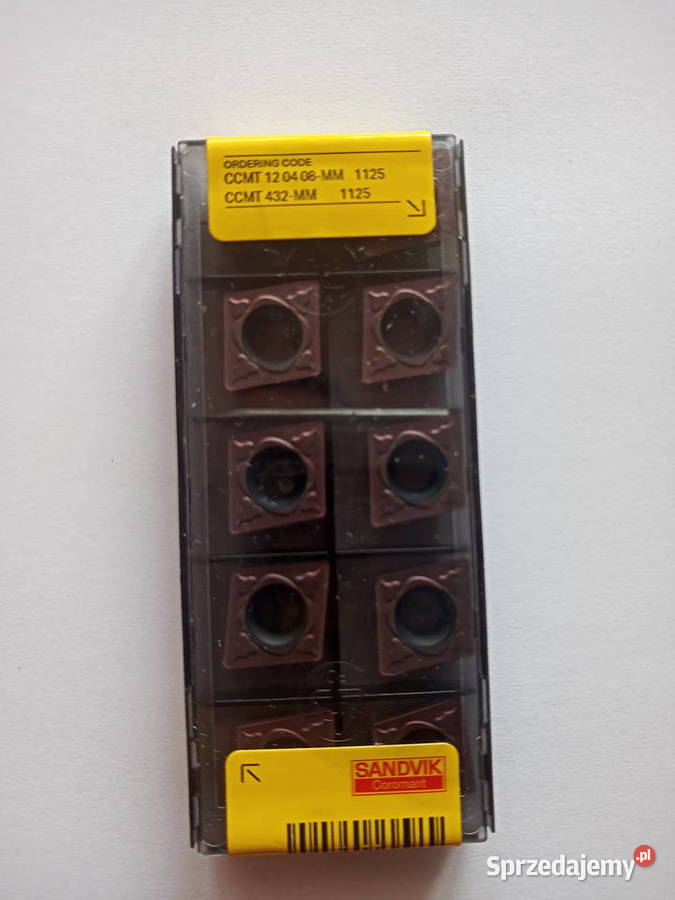 ORDERING CODE
CCMT 12 04 08-MM 1125
CCMT 432-MM 1125
SANDVIK
Coromant
Sprzedajemy.pl